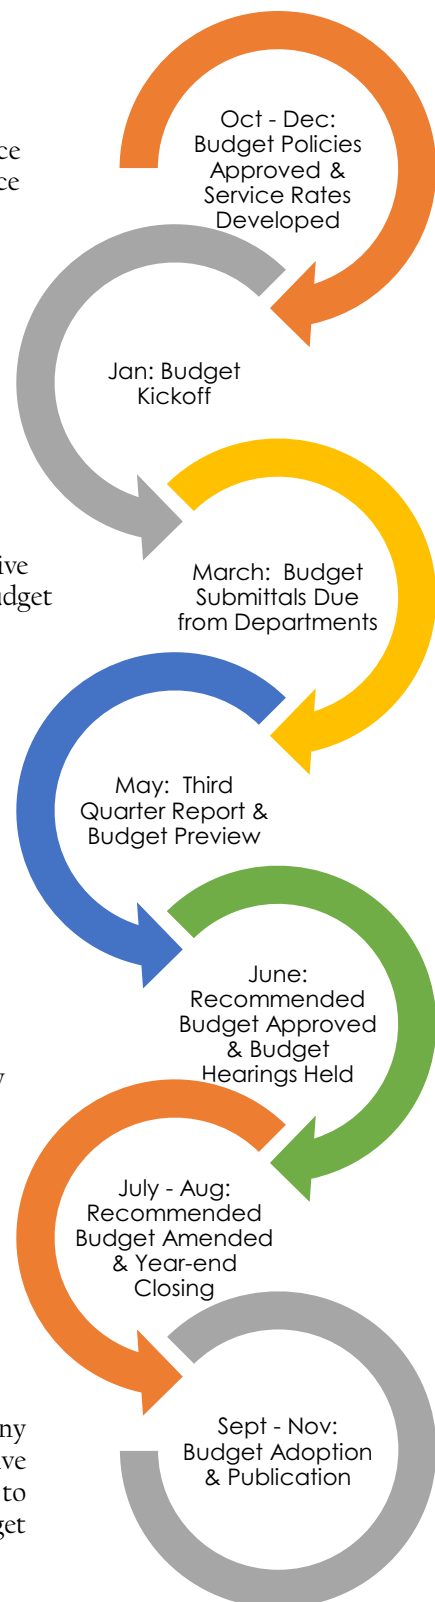 Oct - Dec:
Budget Policies
Approved &
Service Rates
Developed
Jan: Budget
Kickoff
March: Budget
Submittals Due
from Departments
May: Third
Quarter Report &
Budget Preview
June:
Recommended
Budget Approved
& Budget
Hearings Held
July - Aug:
Recommended
Budget Amended
& Year-end
Closing
Sept - Nov:
Budget Adoption
& Publication
to